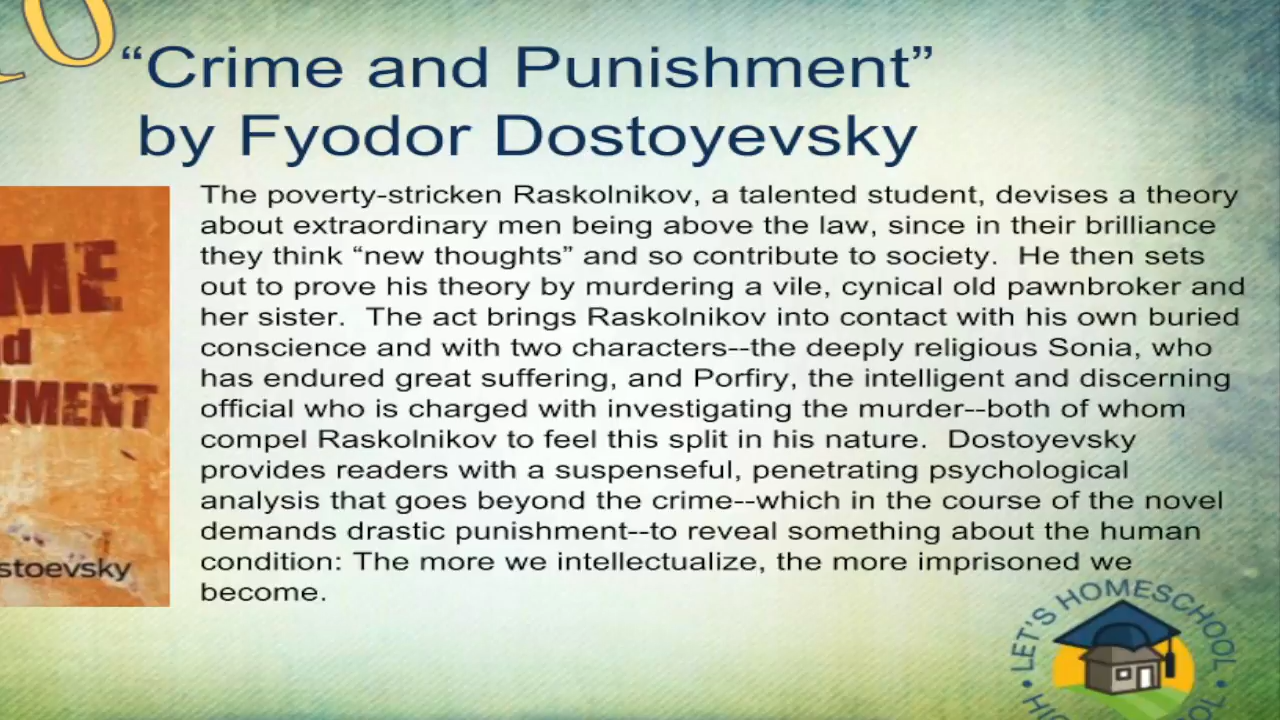 “Crime and Punishment”
by Fyodor Dostoyevsky
The poverty-stricken Raskolnikov, a talented student, devises a theory
about extraordinary men being above the law, since in their brilliance
they think “new thoughts” and so contribute to society.  He then sets
out to prove his theory by murdering a vile, cynical old pawnbroker and
her sister.  The act brings Raskolnikov into contact with his own buried
conscience and with two characters--the deeply religious Sonia, who
has endured great suffering, and Porfiry, the intelligent and discerning
official who is charged with investigating the murder--both of whom
compel Raskolnikov to feel this split in his nature.  Dostoyevsky
provides readers with a suspenseful, penetrating psychological
analysis that goes beyond the crime--which in the course of the novel
demands drastic punishment--to reveal something about the human
condition: The more we intellectualize, the more imprisoned we
become.
ME
d
MENT
stoevsky
LET'S HOMESCHOOL